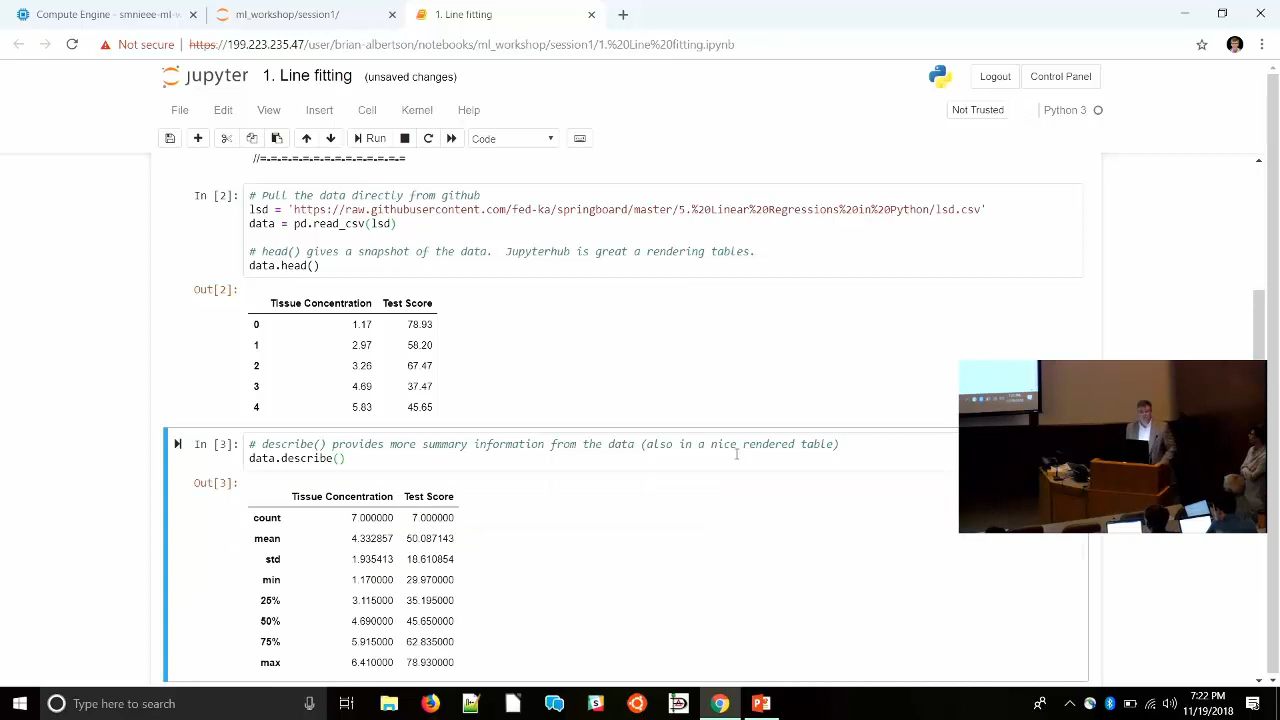 Compute Engine - smnieee-ml-w
ml_workshop/session1/
1. Line fitting
Not secure
https://199.223.235.47/user/brian-albertson/notebooks/ml_workshop/session1/1.%20Line%20fitting.ipynb
jupyter 1. Line fitting (unsaved changes)
Logout
Control Panel
File Edit View Insert Cell Kernel Help
Not Trusted
Python 3
Run
Code
//=-=-=-=-=-=-=-=-=-=-=-=-=-=
In [2]:
# Pull the data directly from github
lsd = 'https://raw.githubusercontent.com/fed-ka/springboard/master/5.%20Linear%20Regressions%20in%20Python/lsd.csv'
data = pd.read_csv(lsd)
# head() gives a snapshot of the data.  Jupyterhub is great a rendering tables.
data.head()
Out[2]:
Tissue Concentration Test Score
0 1.17 78.93
1 2.97 58.20
2 3.26 67.47
3 4.69 37.47
4 5.83 45.65
In [3]:
# describe() provides more summary information from the data (also in a nice rendered table)
data.describe()
Out[3]:
Tissue Concentration Test Score
count 7.000000 7.000000
mean 4.332857 50.087143
std 1.935413 18.610854
min 1.170000 29.970000
25% 3.115000 35.195000
50% 4.690000 45.650000
75% 5.915000 62.835000
max 6.410000 78.930000
Type here to search
7:22 PM
11/19/2018